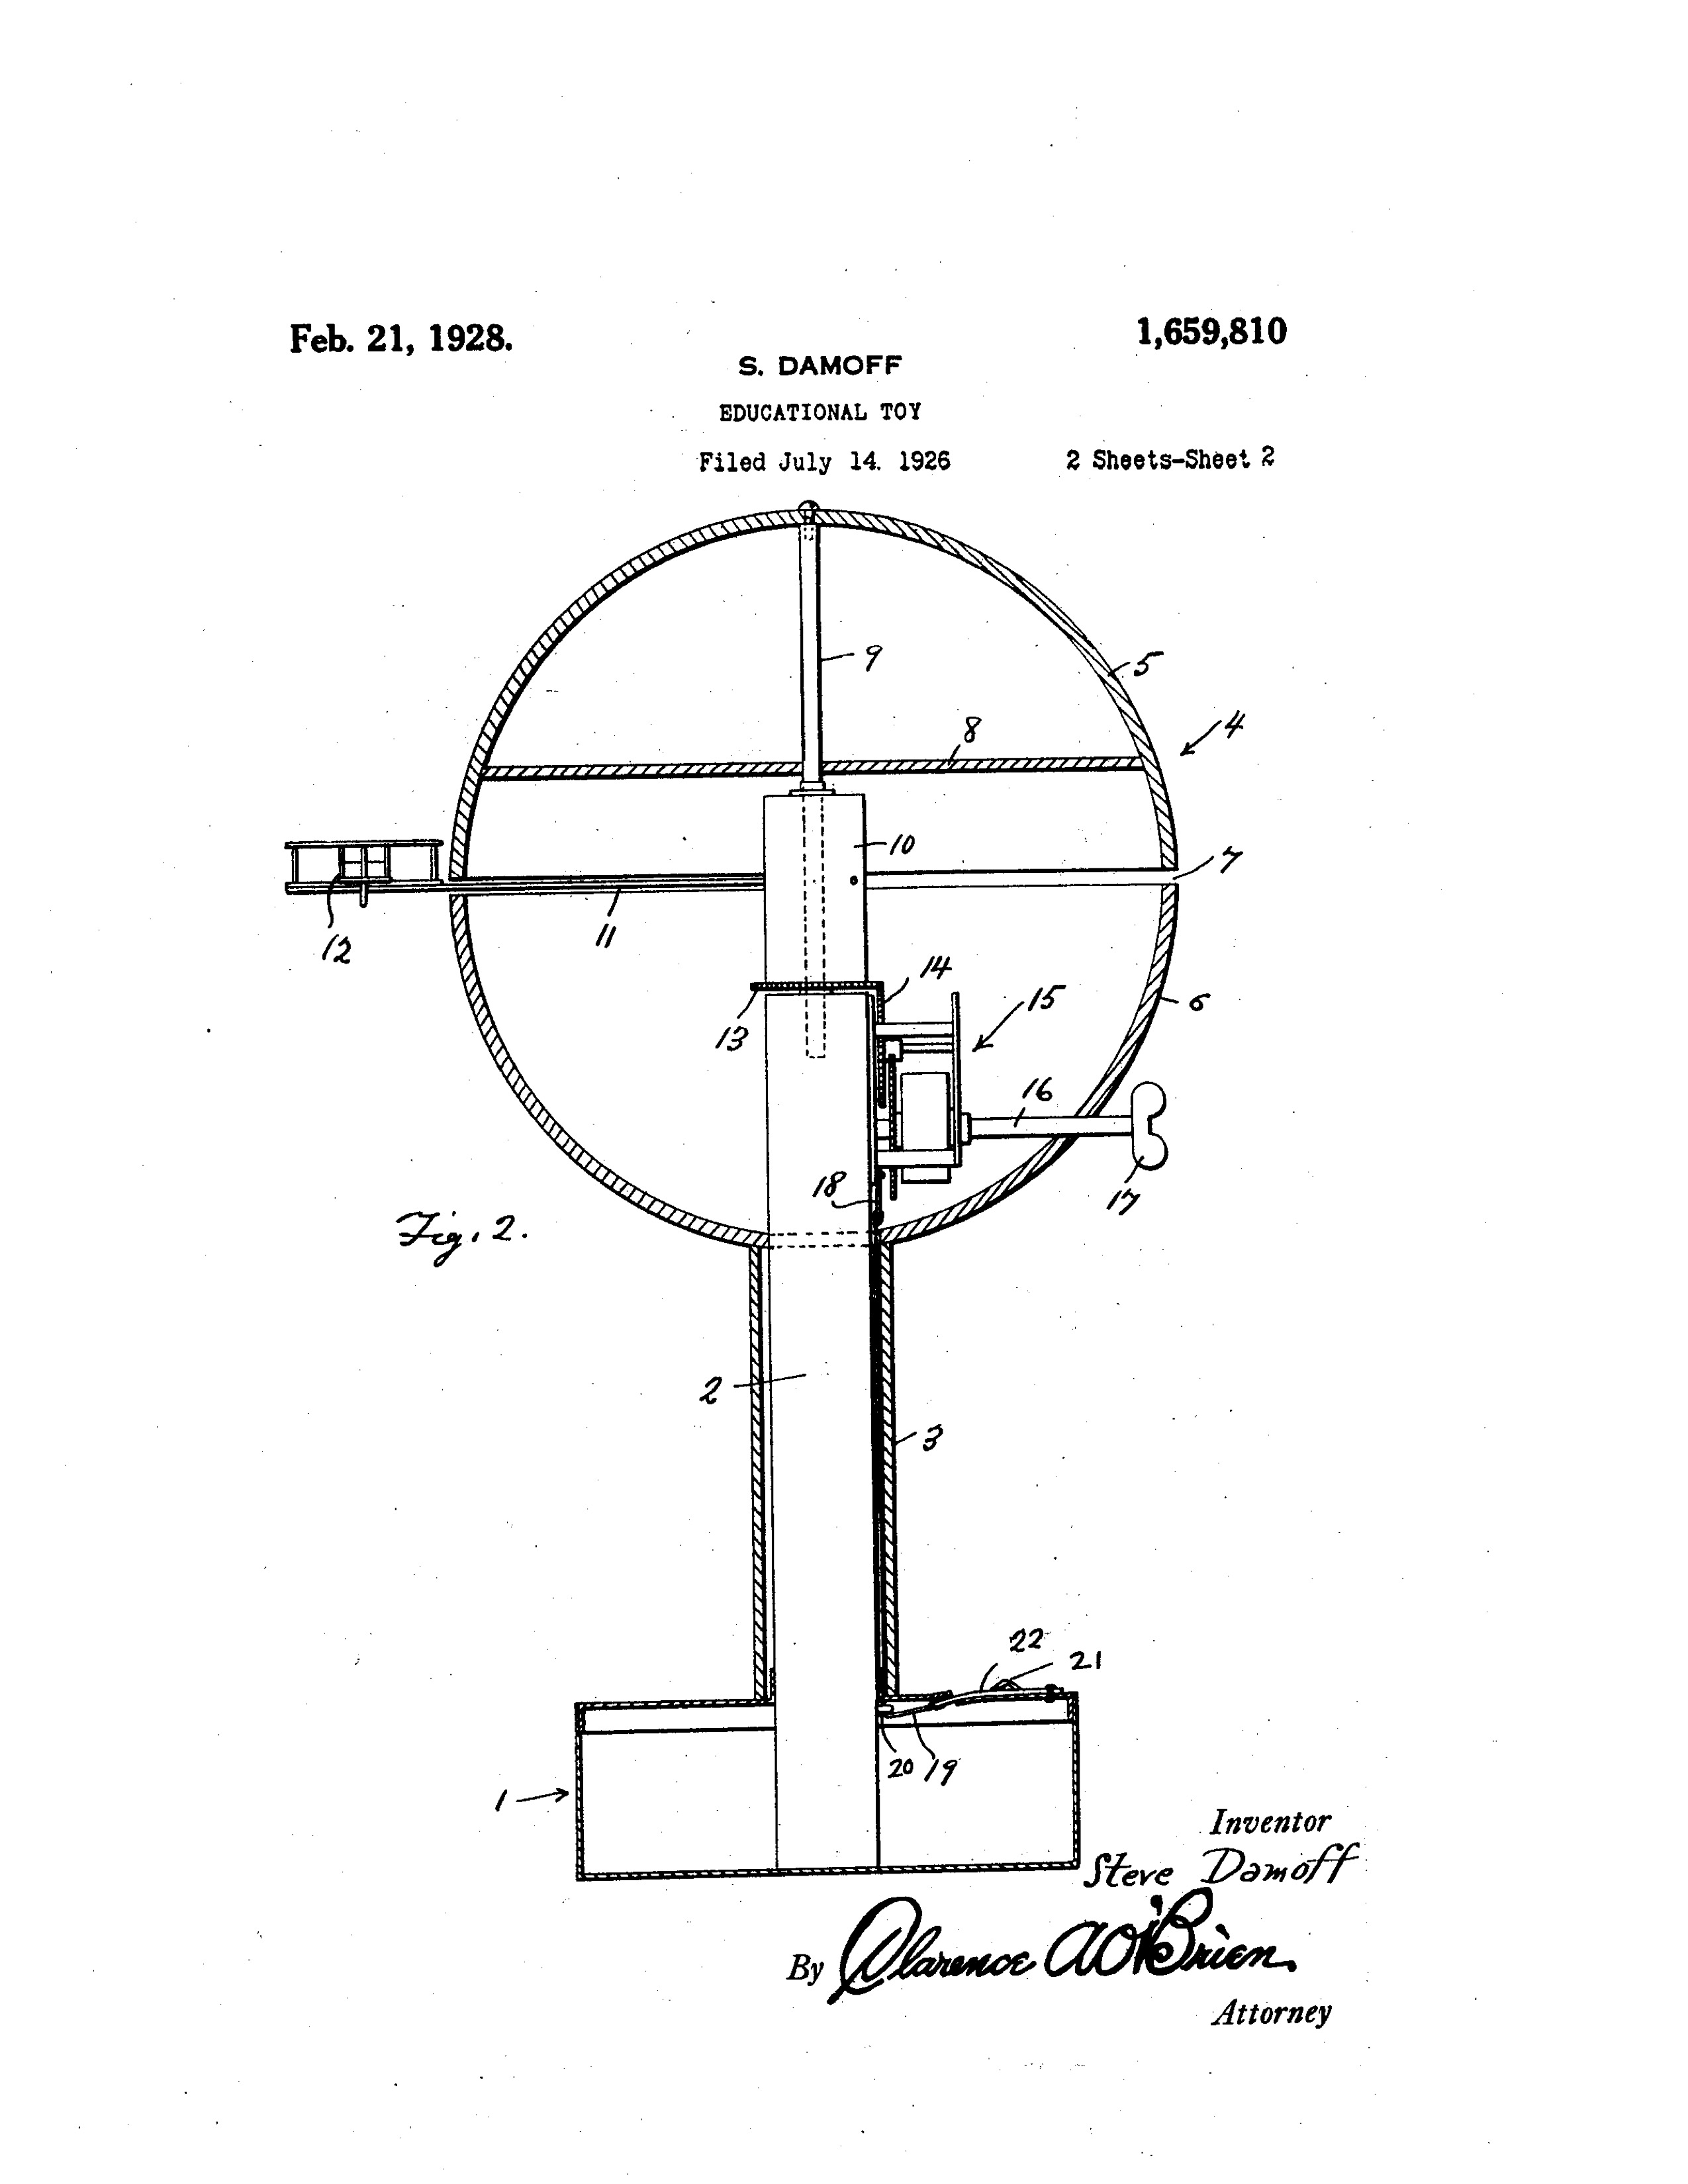 Feb. 21, 1928.
1,659,810
S. DAMOFF
EDUCATIONAL TOY
Filed July 14. 1926
2 Sheets-Sheet 2
9
5
8
4
10
7
12
11
14
13
15
6
16
18
17
Fig. 2.
2
3
22
21
20
19
1
Inventor
Steve Damoff
By Clarence A O'Brien.
Attorney